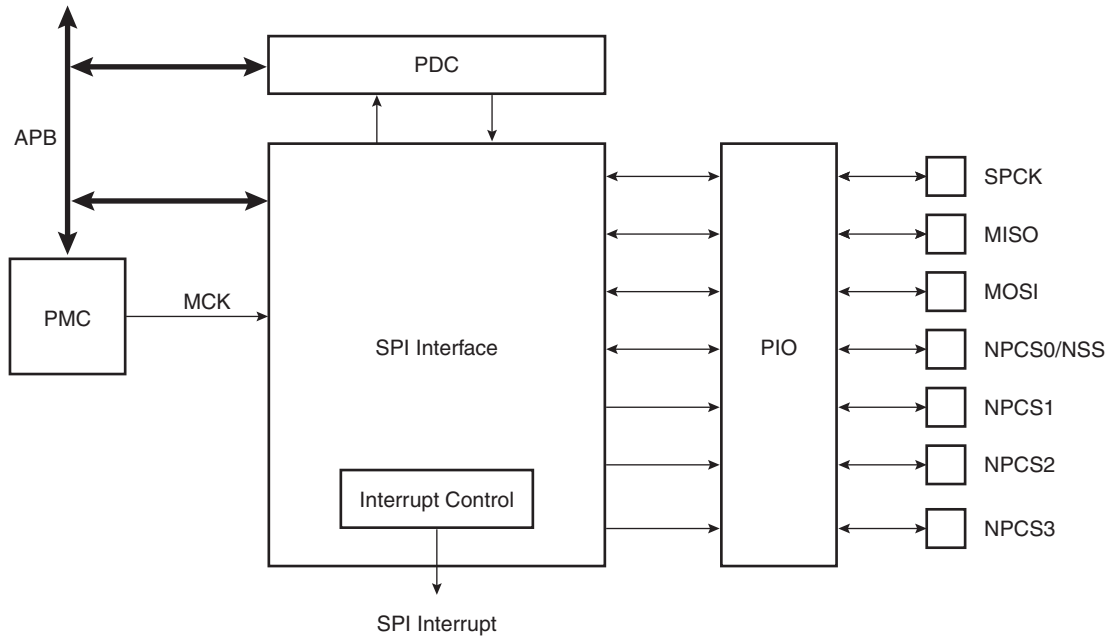 PDC
APB
SPCK
MISO
MCK
MOSI
PMC
SPI Interface
PIO
NPCS0/NSS
NPCS1
NPCS2
Interrupt Control
NPCS3
SPI Interrupt